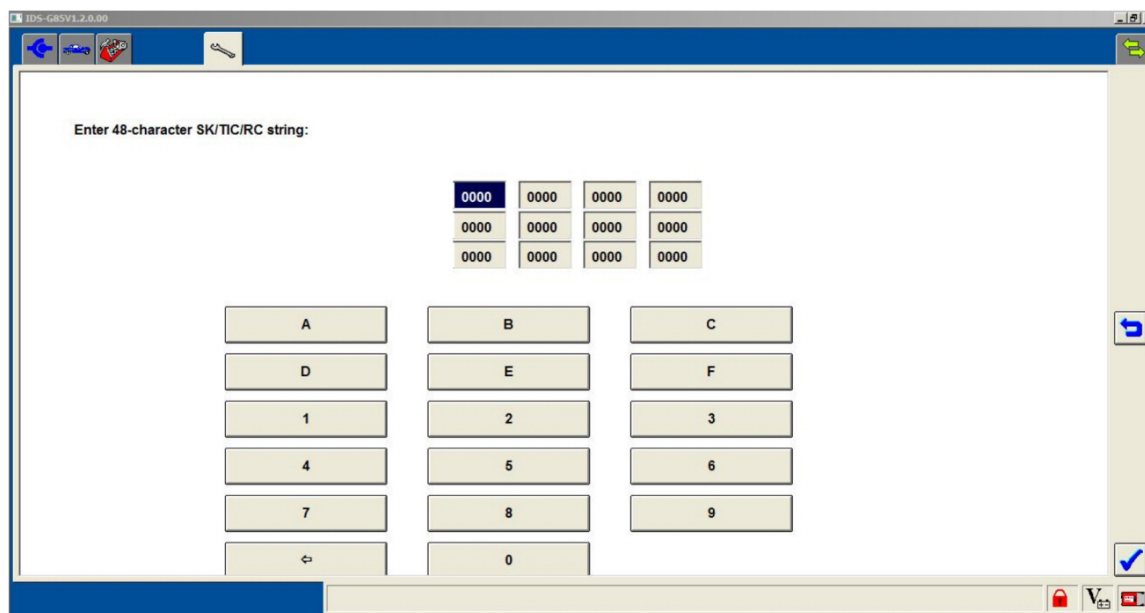 IDS-G85V1.2.0.00
Enter 48-character SK/TIC/RC string:
0000 0000 0000 0000
0000 0000 0000 0000
0000 0000 0000 0000
A B C
D E F
1 2 3
4 5 6
7 8 9
0
V